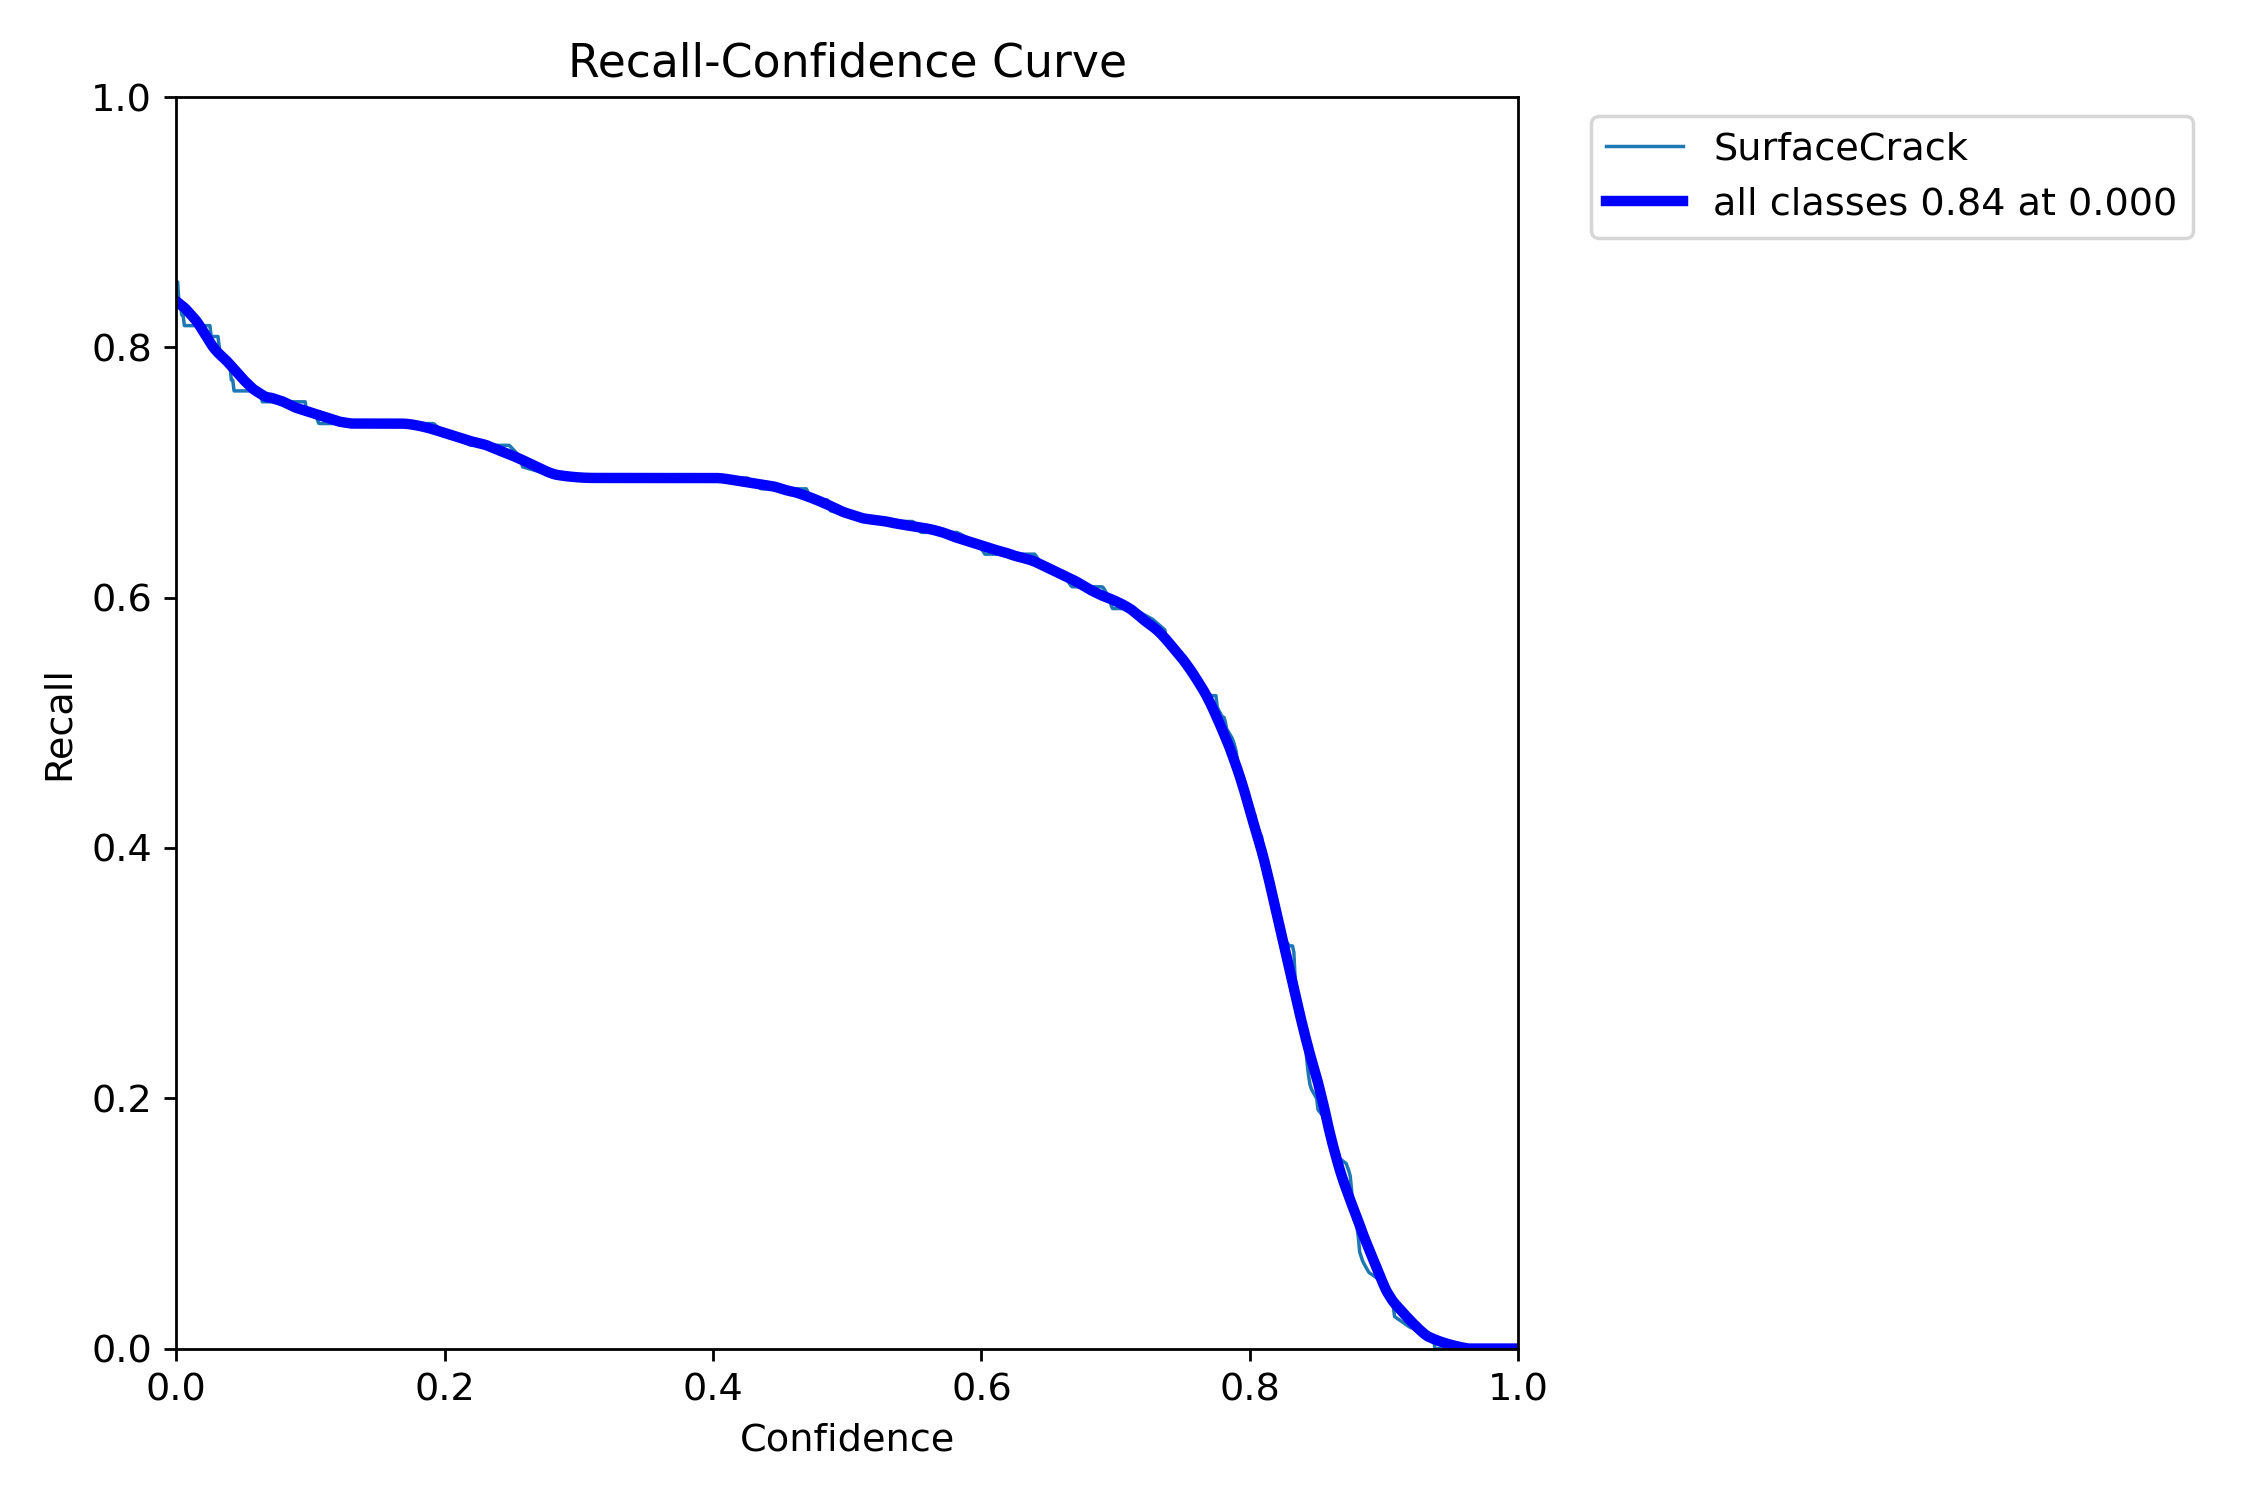 Recall-Confidence Curve
1.0
0.8
0.6
0.4
0.2
0.0
Recall
0.0 0.2 0.4 0.6 0.8 1.0
Confidence
SurfaceCrack
all classes 0.84 at 0.000